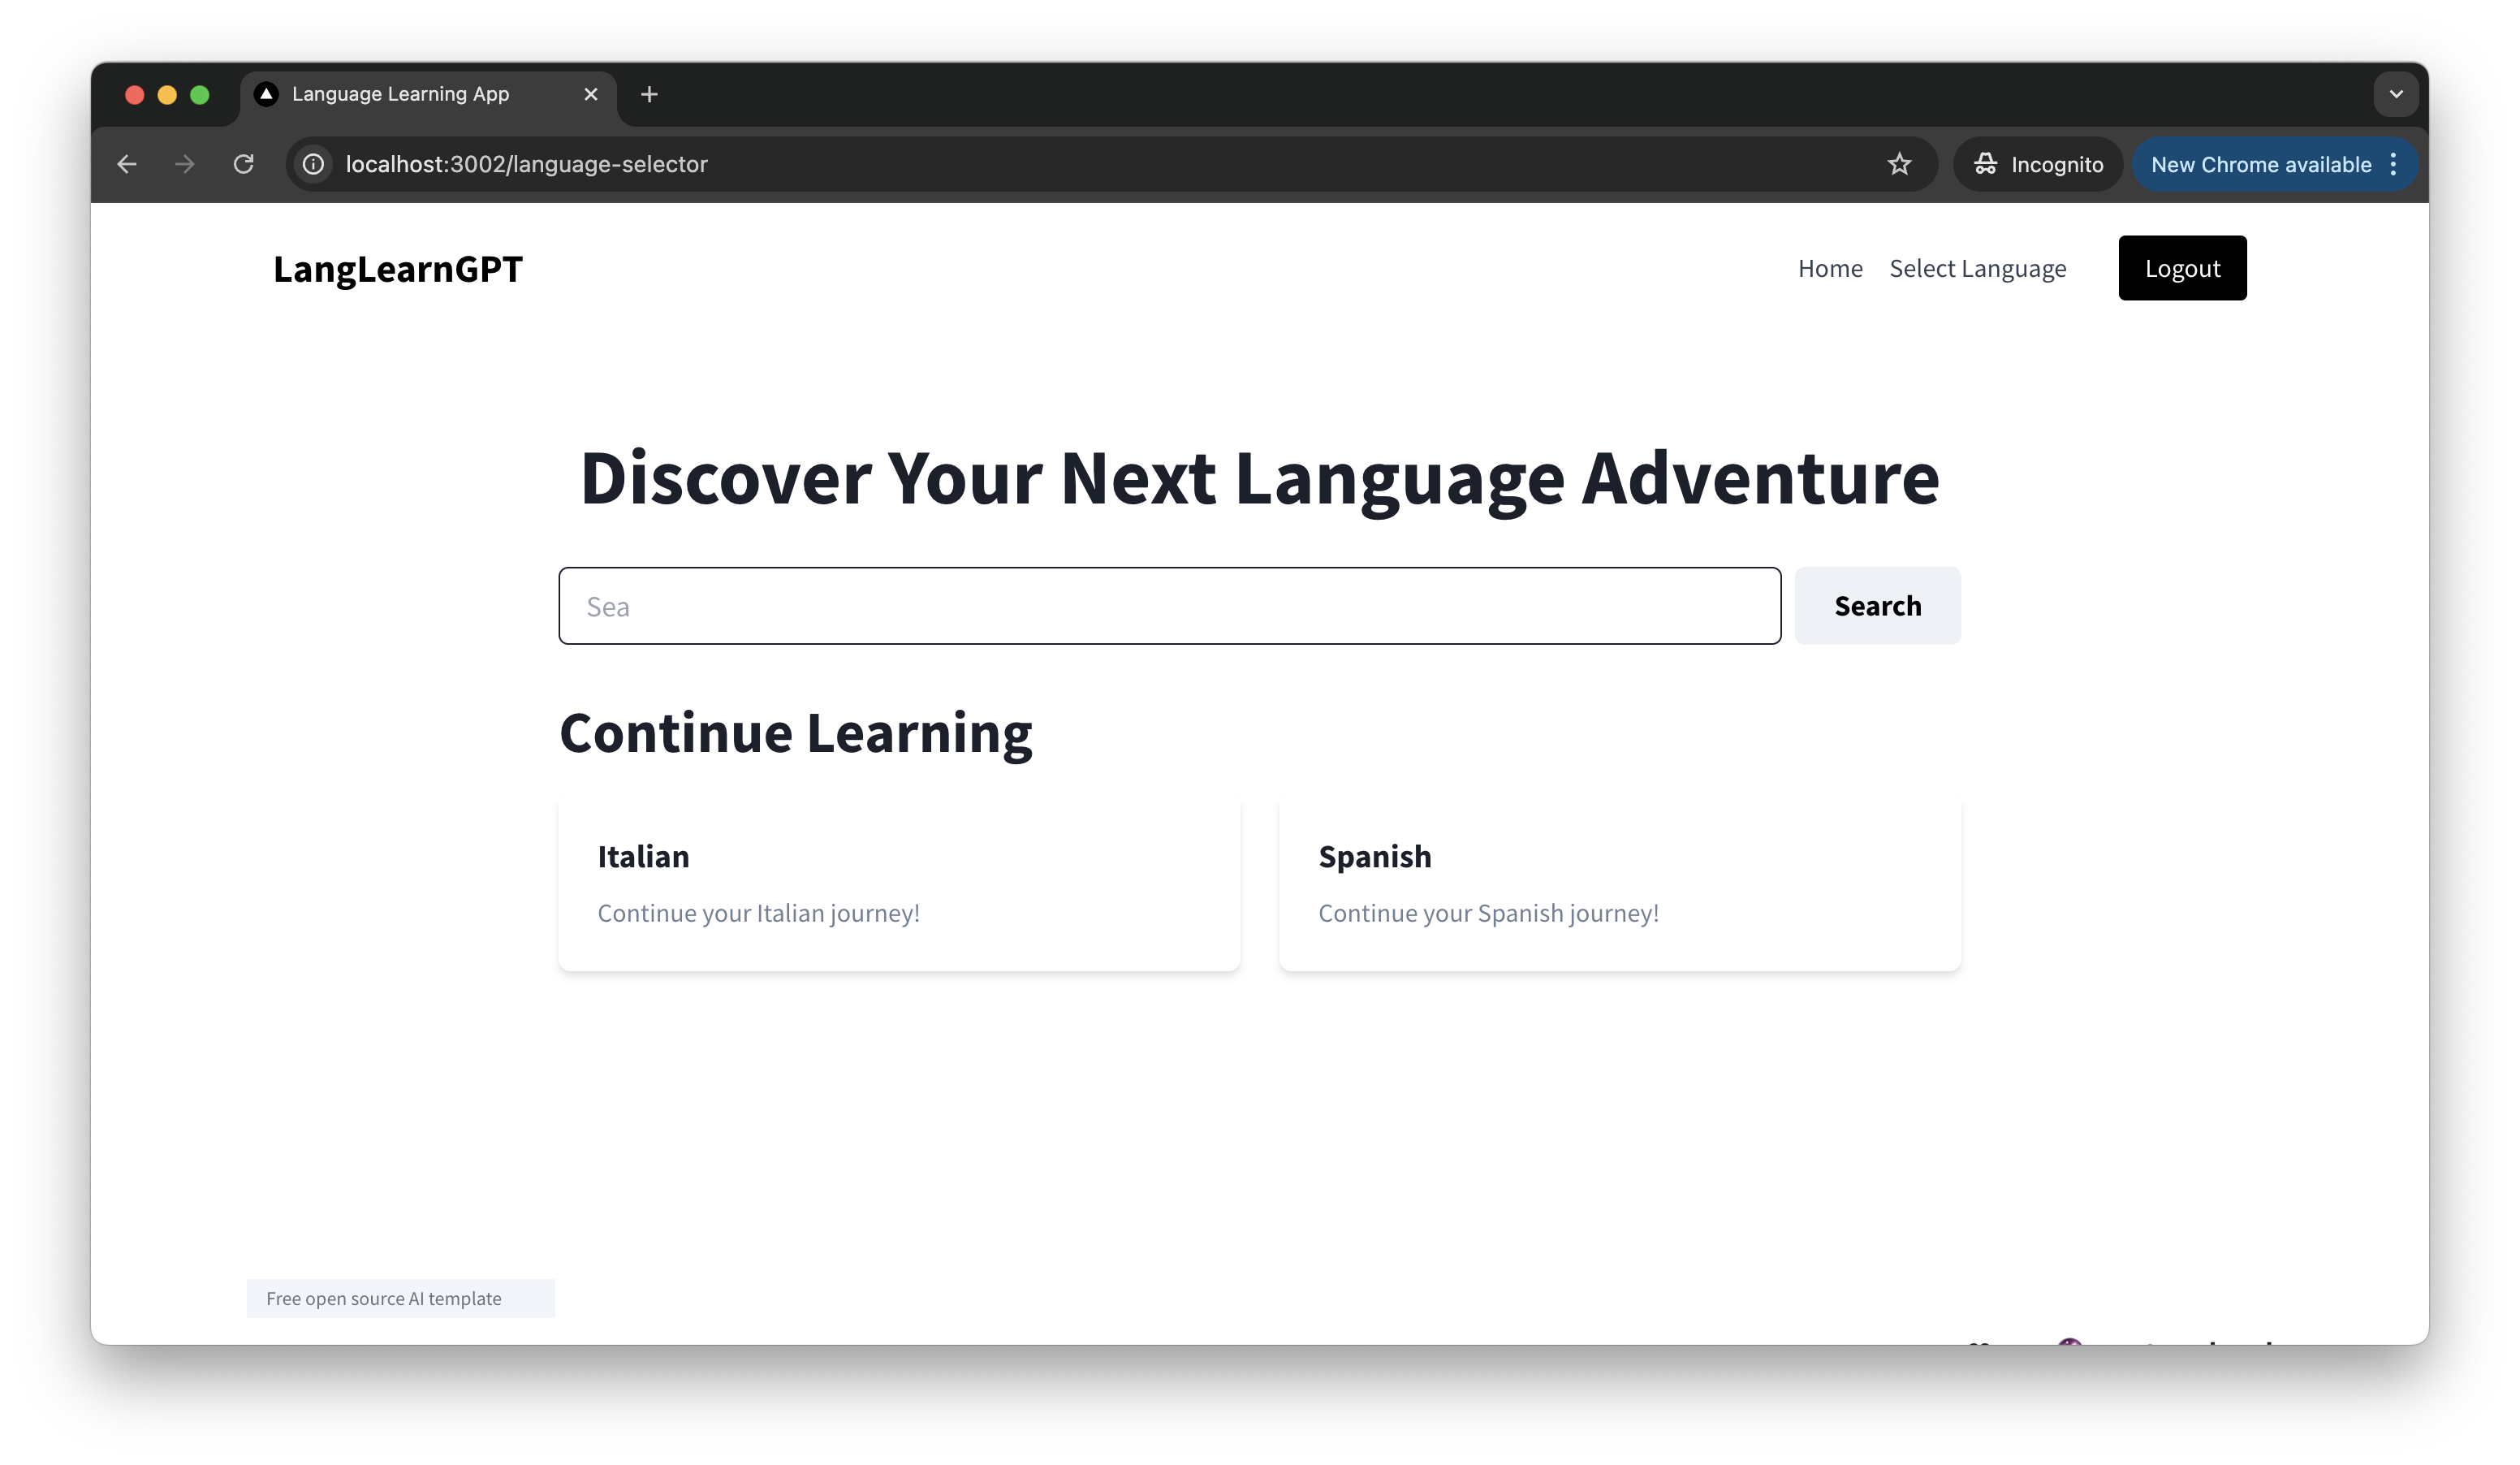 Language Learning App
localhost:3002/language-selector
Incognito
New Chrome available
LangLearnGPT
Home
Select Language
Logout
Discover Your Next Language Adventure
Sea
Search
Continue Learning
Italian
Continue your Italian journey!
Spanish
Continue your Spanish journey!
Free open source AI template